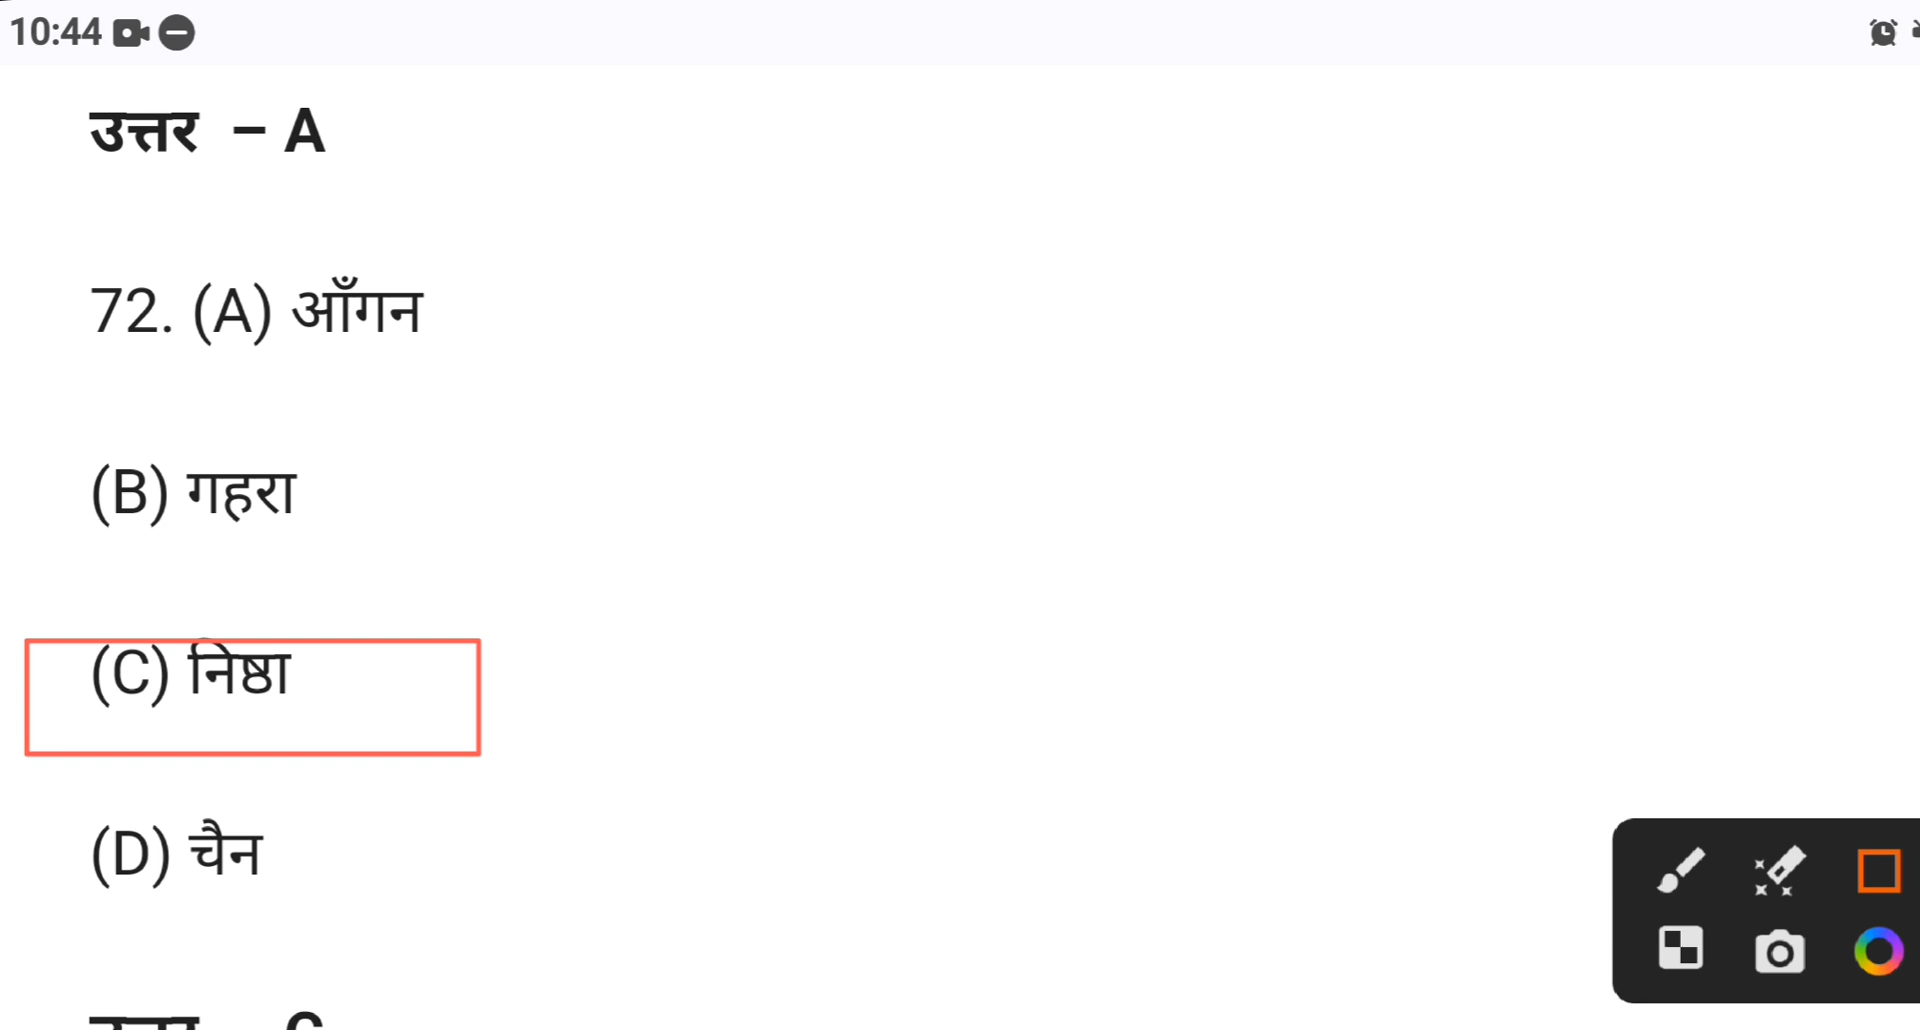 10:44
उत्तर – A
72. (A) आँगन
(B) गहरा
(C) निष्ठा
(D) चैन